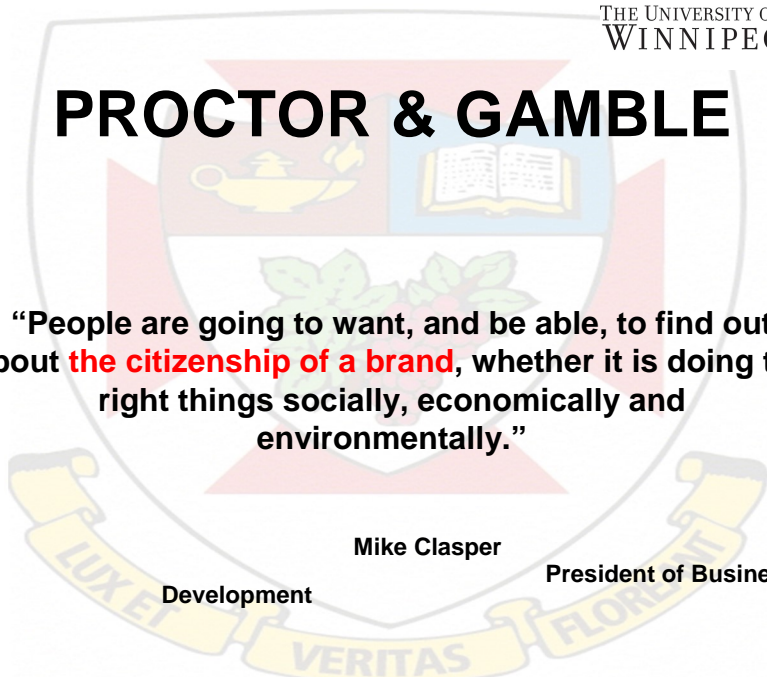 THE UNIVERSITY O
WINNIPEG
PROCTOR & GAMBLE
“People are going to want, and be able, to find out
bout the citizenship of a brand, whether it is doing t
right things socially, economically and
environmentally.”
Mike Clasper
President of Busine
Development
LUX ET
VERITAS
FLORENT